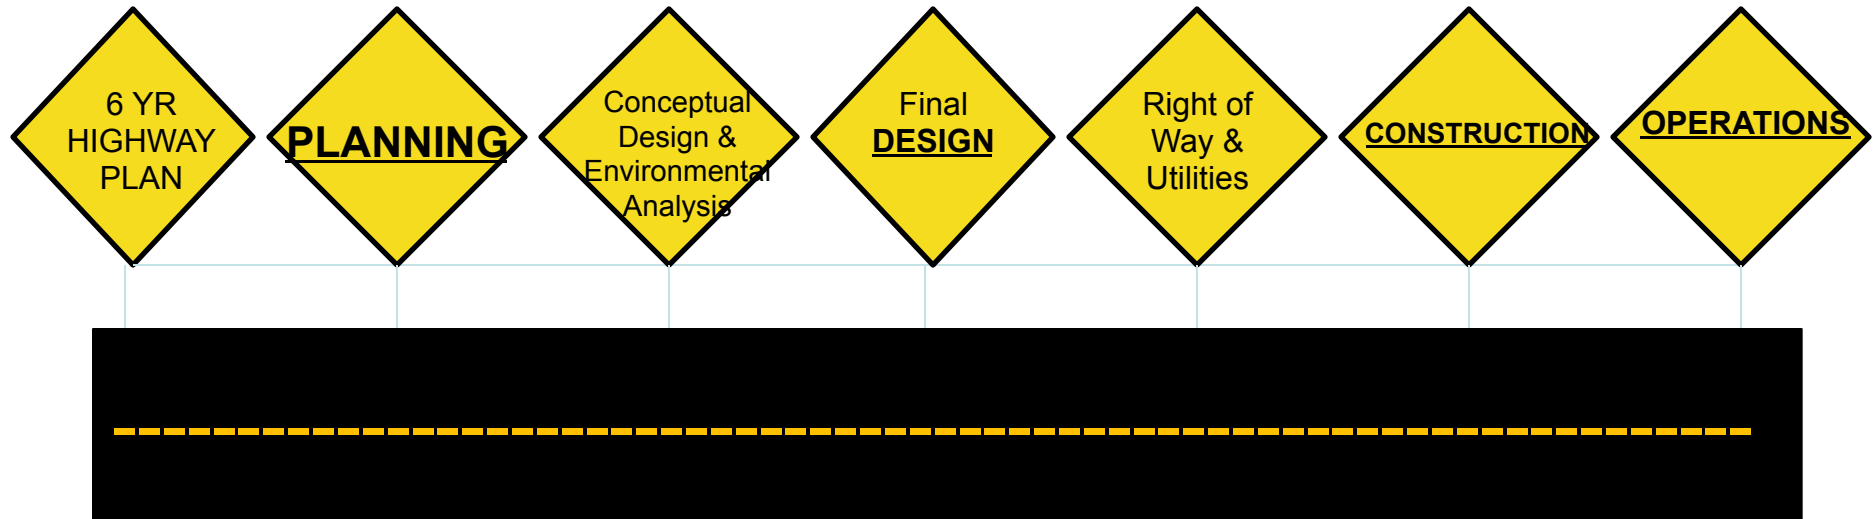 6 YR
HIGHWAY
PLAN
PLANNING
Conceptual
Design &
Environmental
Analysis
Final
DESIGN
Right of
Way &
Utilities
CONSTRUCTION
OPERATIONS